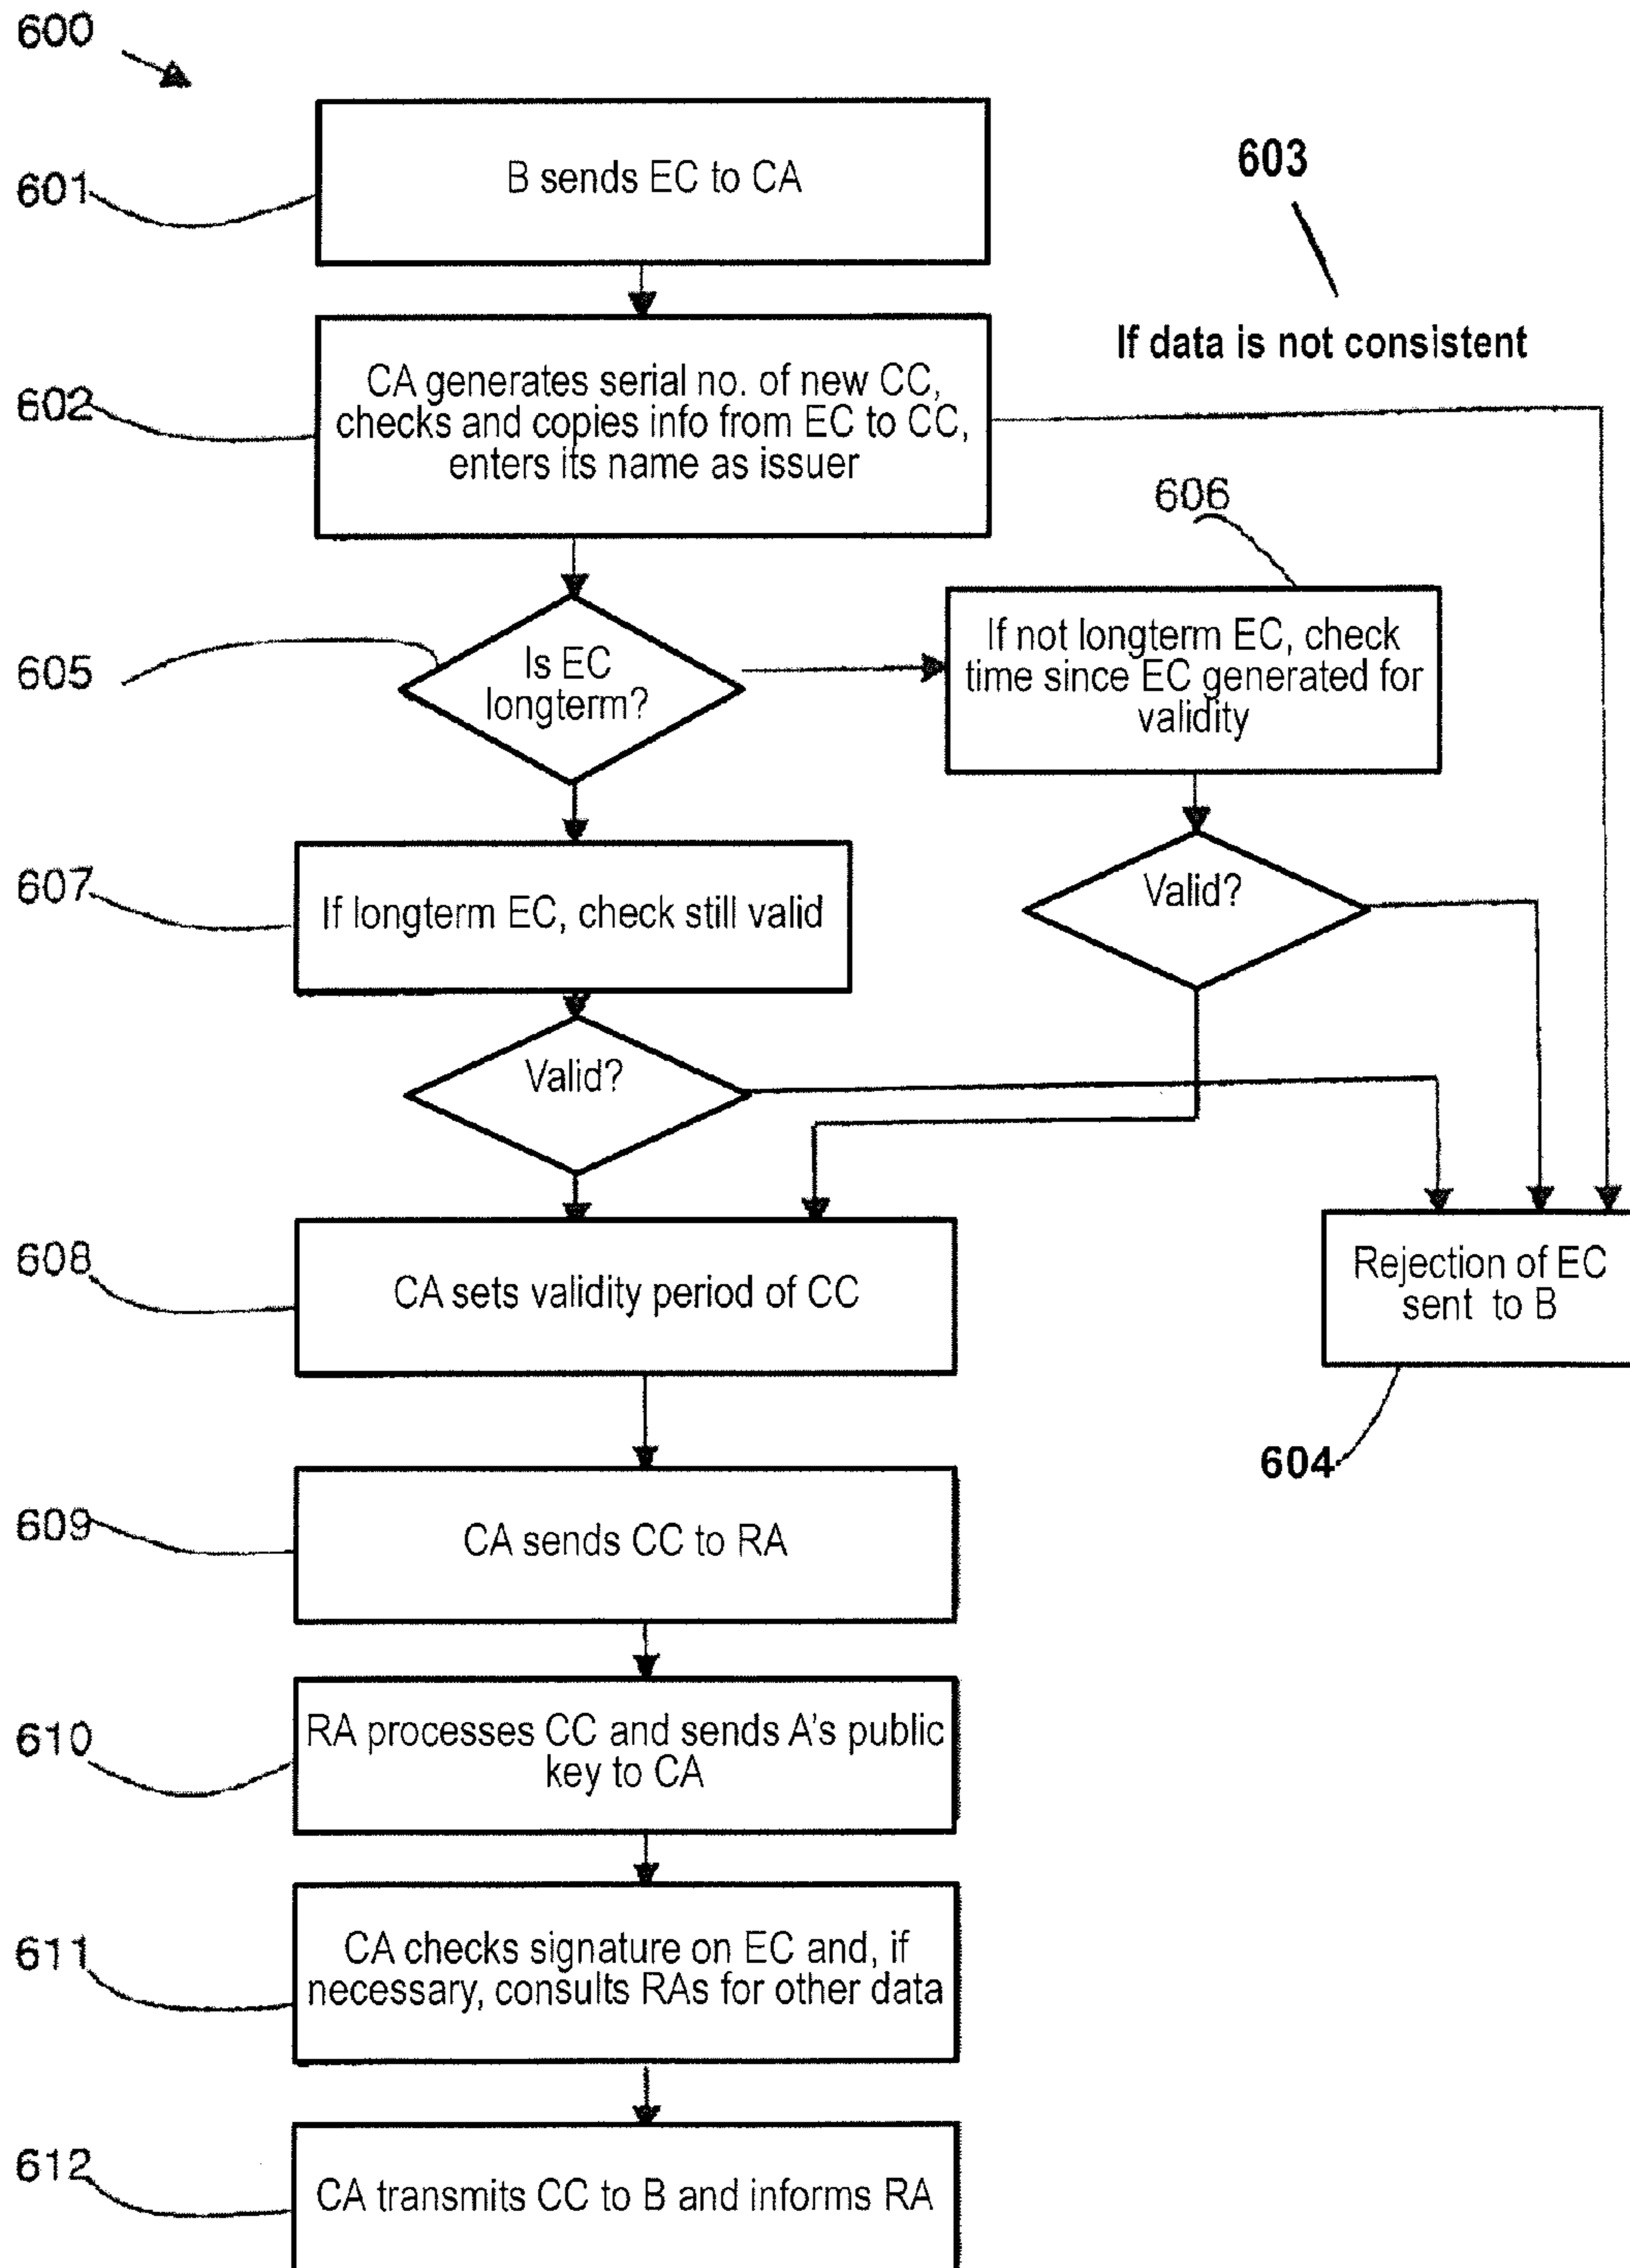 600
601
B sends EC to CA
603
If data is not consistent
602
CA generates serial no. of new CC,
checks and copies info from EC to CC,
enters its name as issuer
606
605
Is EC
longterm?
If not longterm EC, check
time since EC generated for
validity
607
If longterm EC, check still valid
Valid?
Valid?
608
CA sets validity period of CC
Rejection of EC
sent to B
604
609
CA sends CC to RA
610
RA processes CC and sends A's public
key to CA
611
CA checks signature on EC and, if
necessary, consults RAs for other data
612
CA transmits CC to B and informs RA